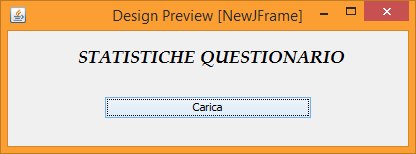 Design Preview [NewJFrame]
STATISTICHE QUESTIONARIO
Carica